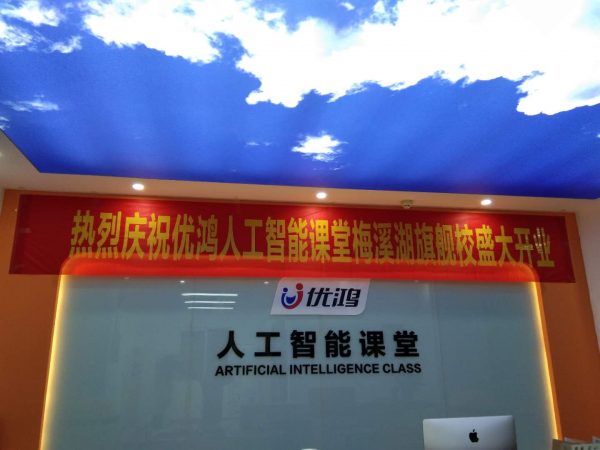 热烈庆祝优鸿人工智能课堂梅溪湖旗舰校盛大开业
优鸿
人工智能课堂
ARTIFICIAL INTELLIGENCE CLASS